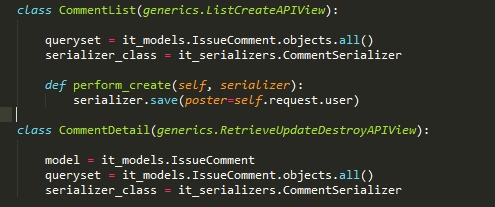 class CommentList(generics.ListCreateAPIView):
queryset = it_models.IssueComment.objects.all()
serializer_class = it_serializers.CommentSerializer
def perform_create(self, serializer):
serializer.save(poster=self.request.user)
class CommentDetail(generics.RetrieveUpdateDestroyAPIView):
model = it_models.IssueComment
queryset = it_models.IssueComment.objects.all()
serializer_class = it_serializers.CommentSerializer